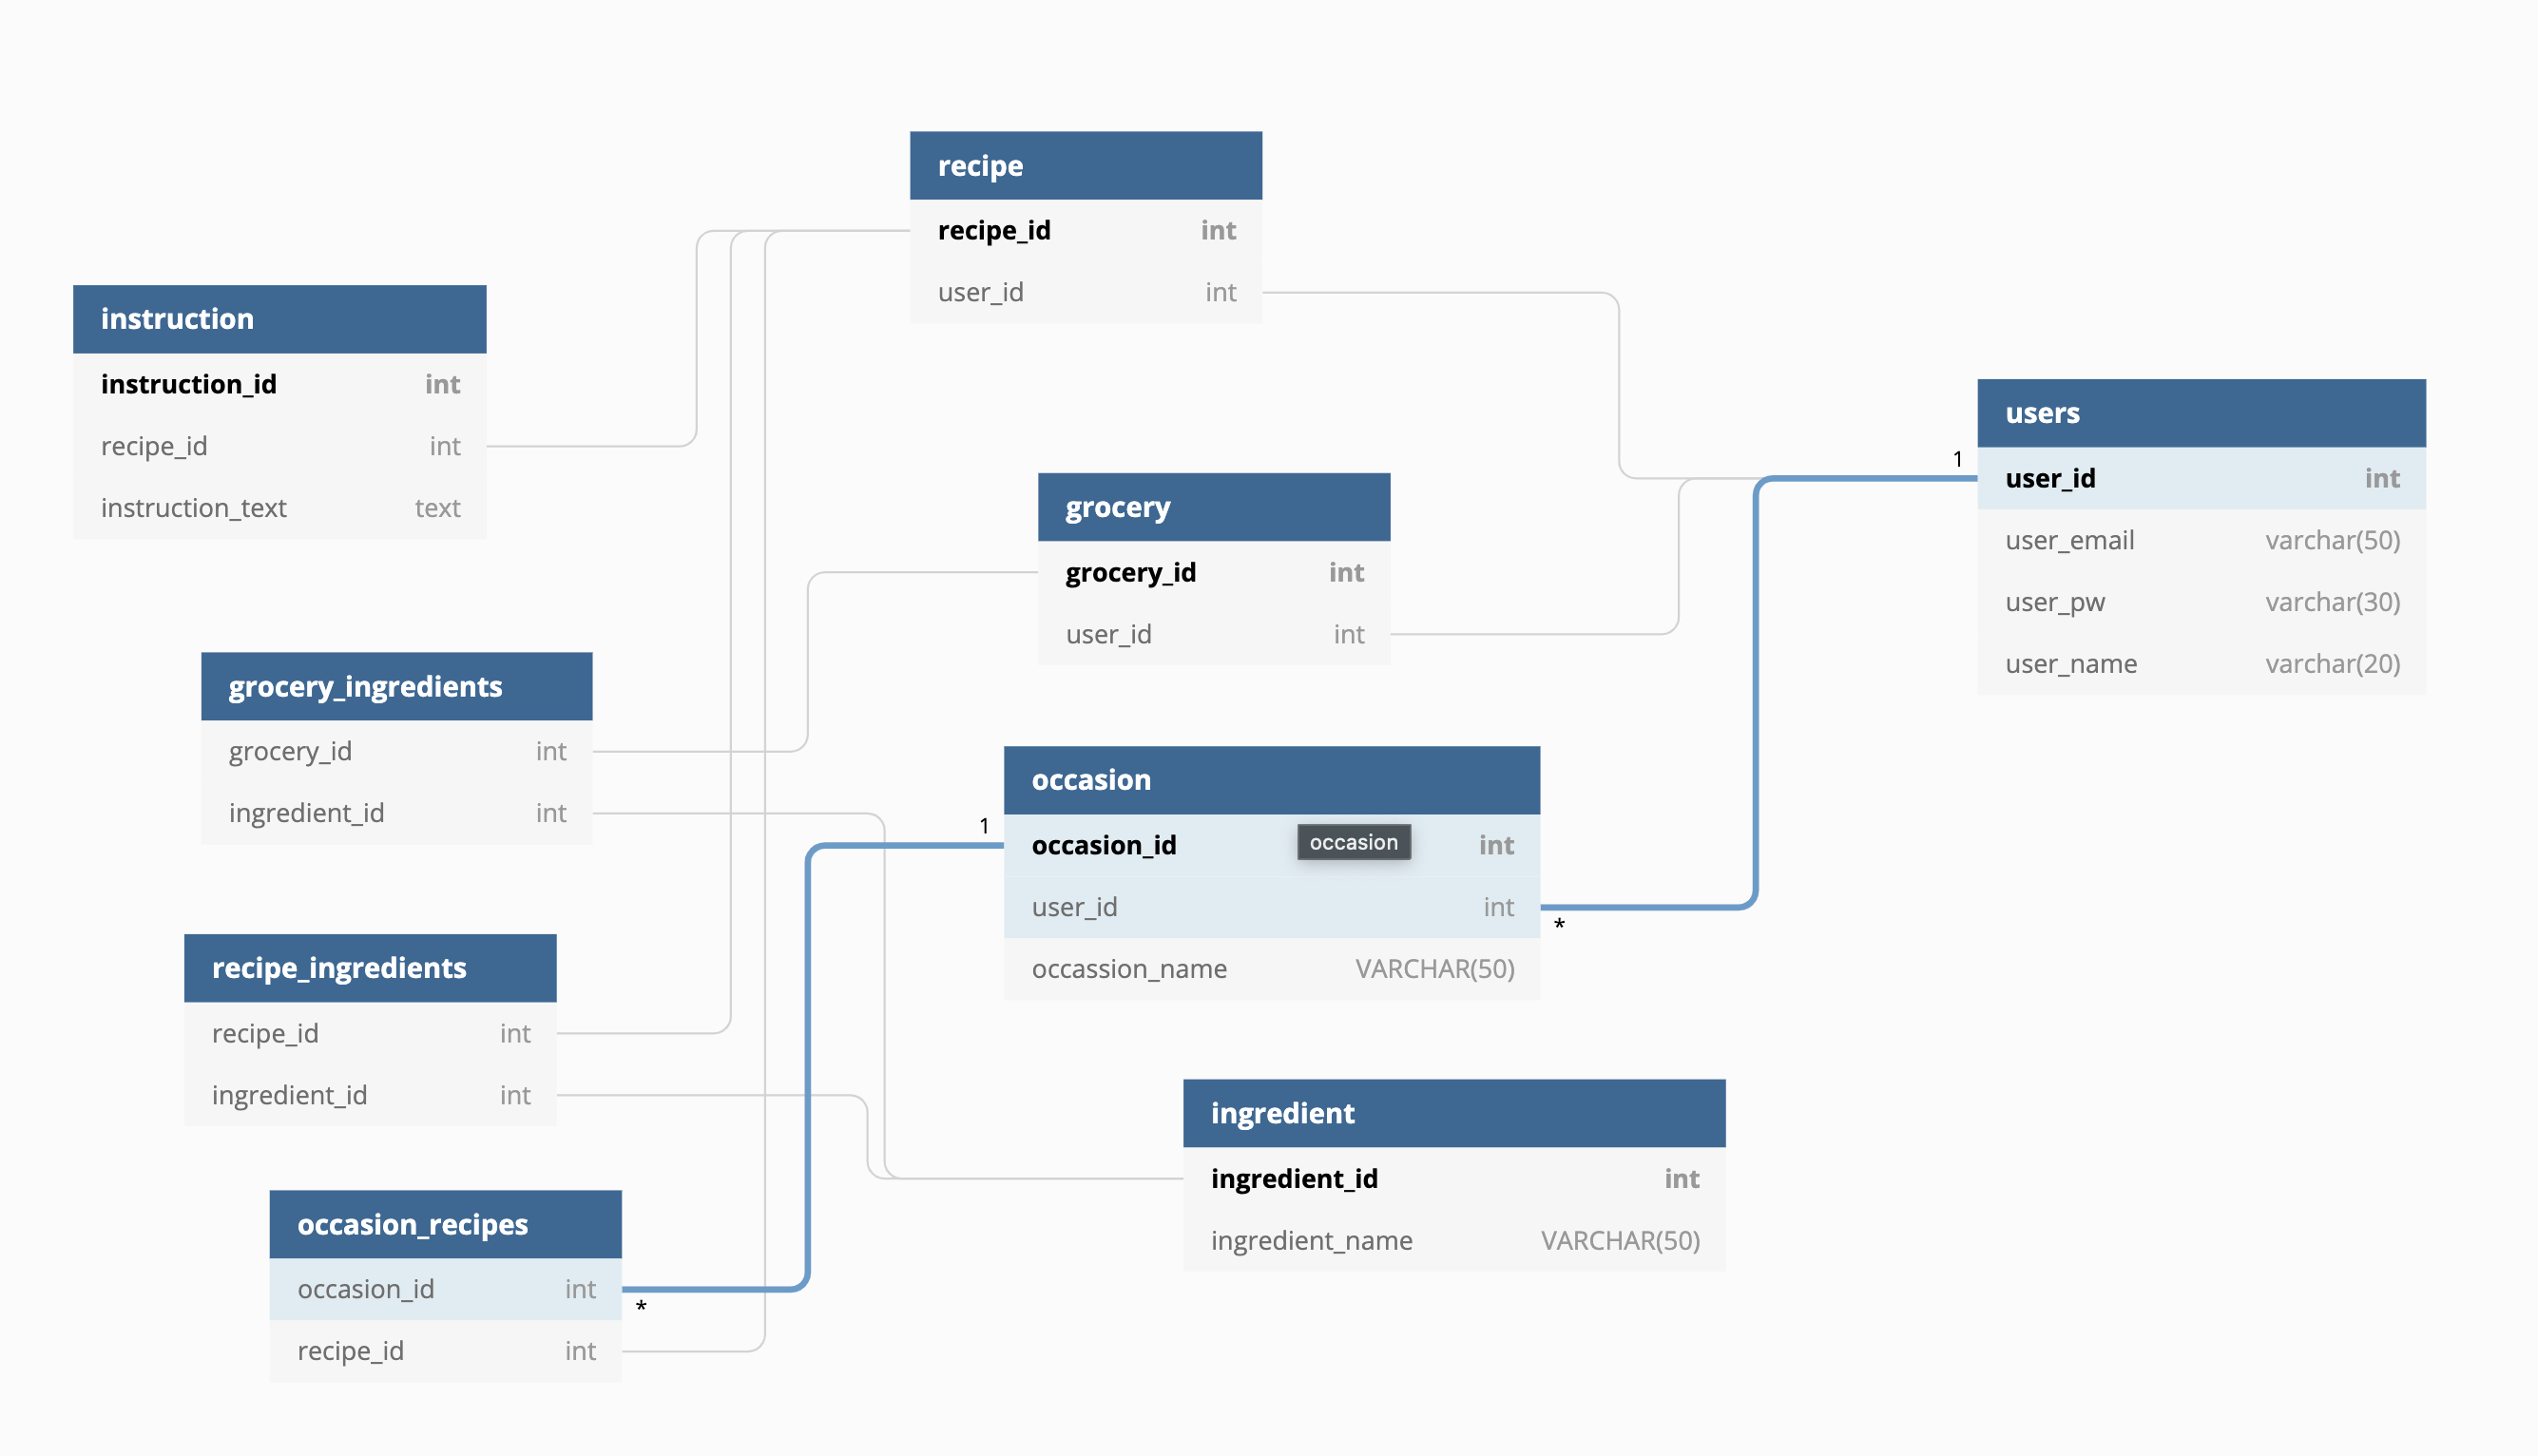 recipe
recipe_id int
user_id int
instruction
instruction_id int
recipe_id int
instruction_text text
users
1
user_id int
user_email varchar(50)
user_pw varchar(30)
user_name varchar(20)
grocery
grocery_id int
user_id int
grocery_ingredients
grocery_id int
ingredient_id int
occasion
1
occasion_id occasion int
user_id int
*
occassion_name VARCHAR(50)
recipe_ingredients
recipe_id int
ingredient_id int
ingredient
ingredient_id int
ingredient_name VARCHAR(50)
occasion_recipes
occasion_id int
*
recipe_id int